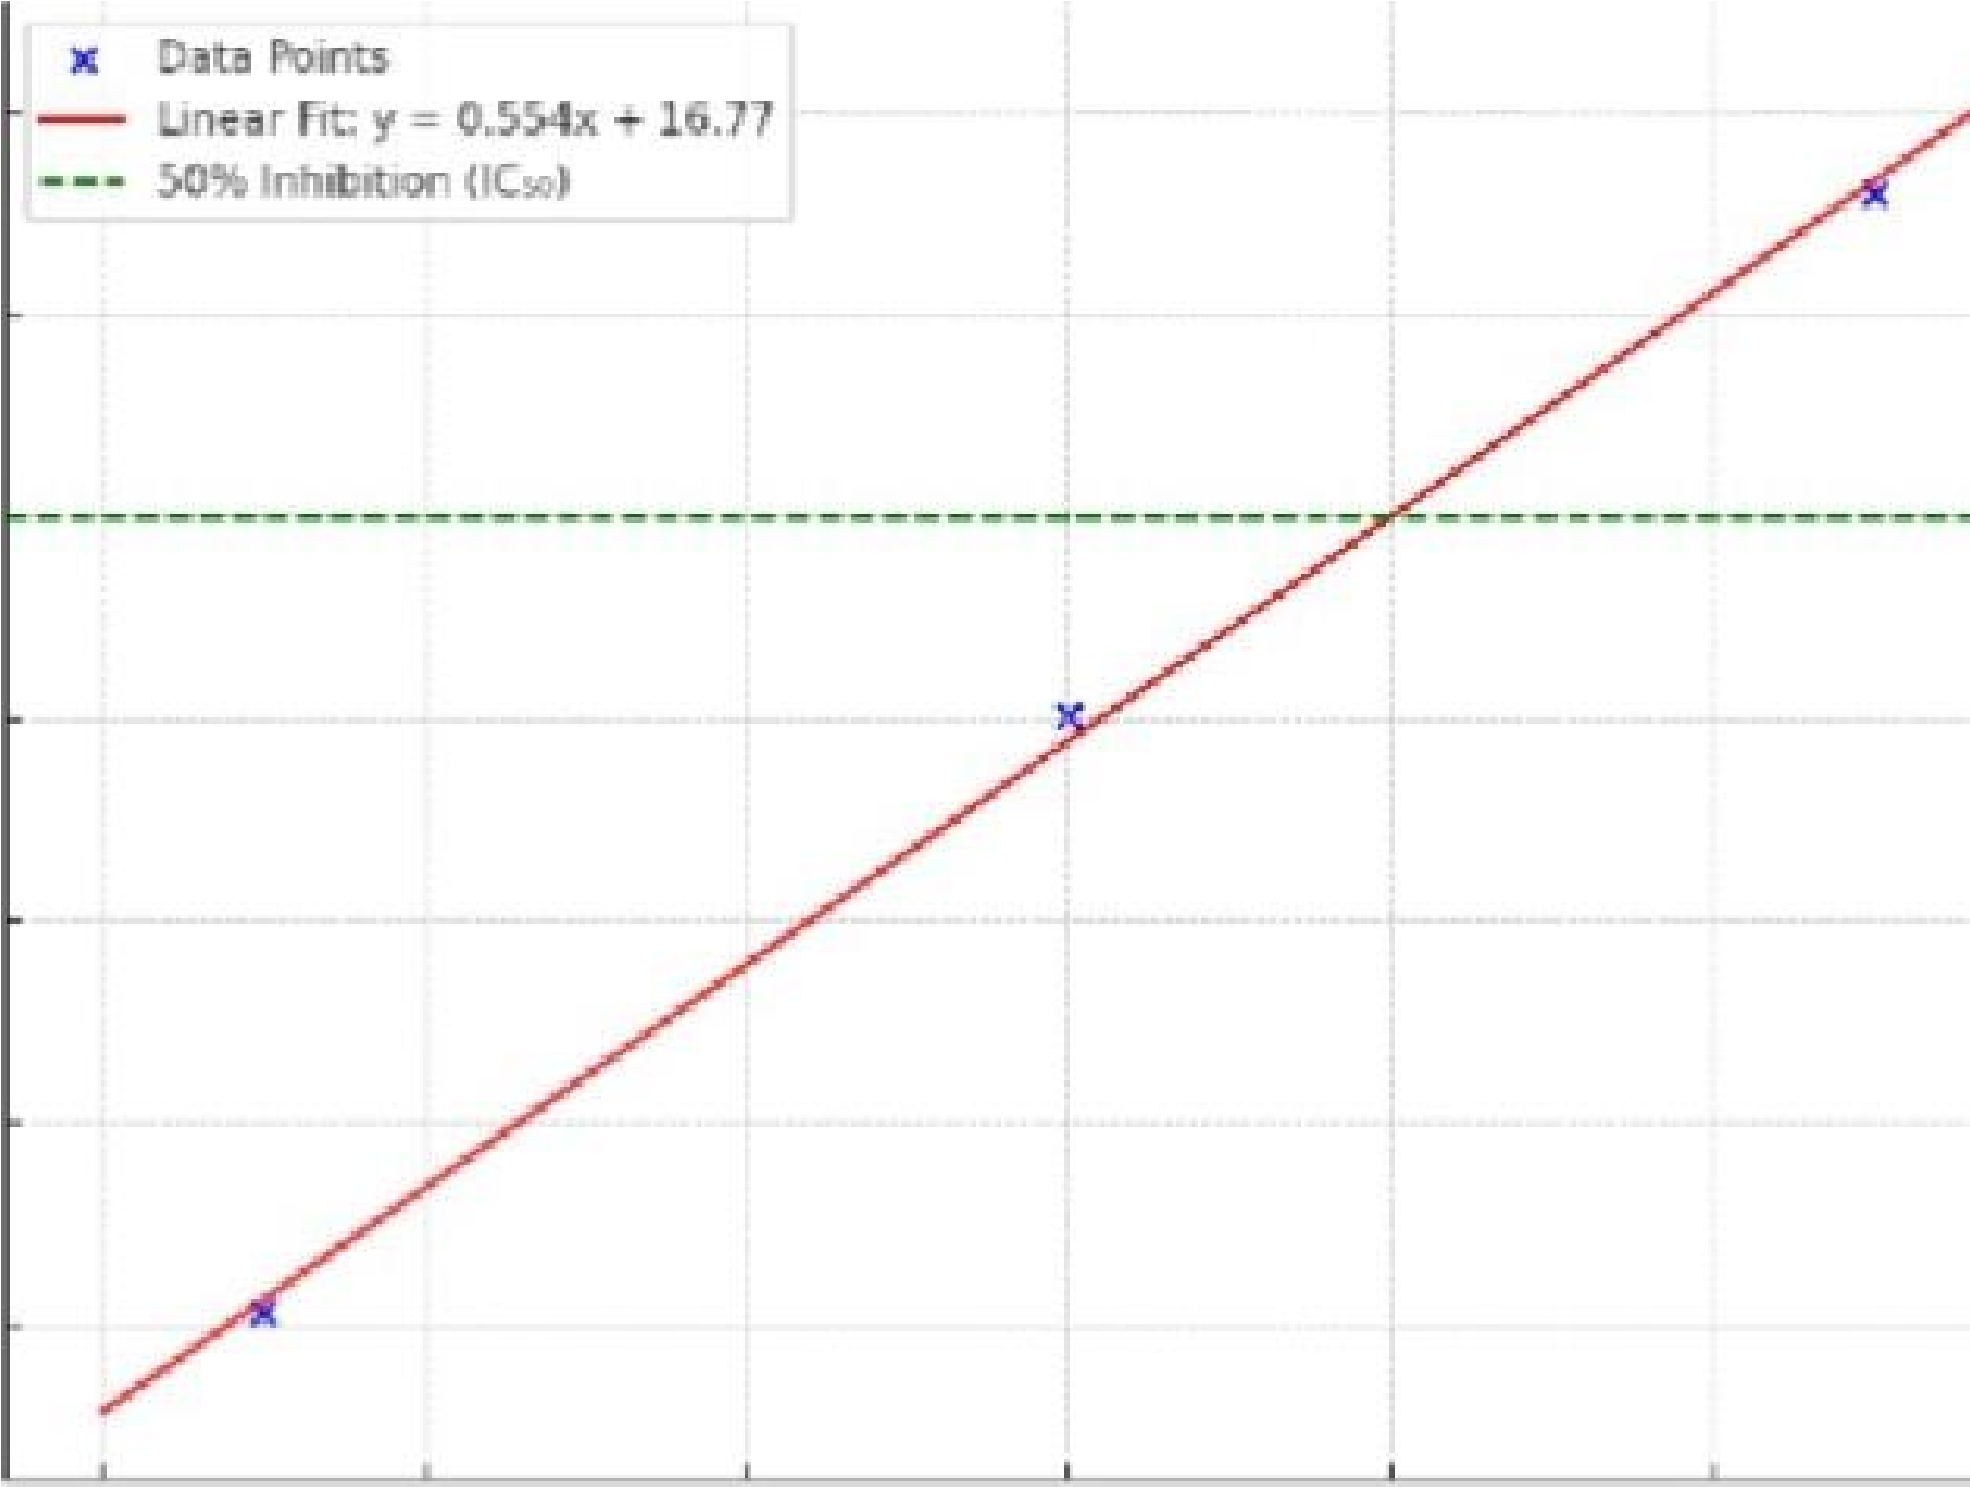 Data Points
Linear Fit: y = 0.554x + 16.77
50% Inhibition (IC₅₀)